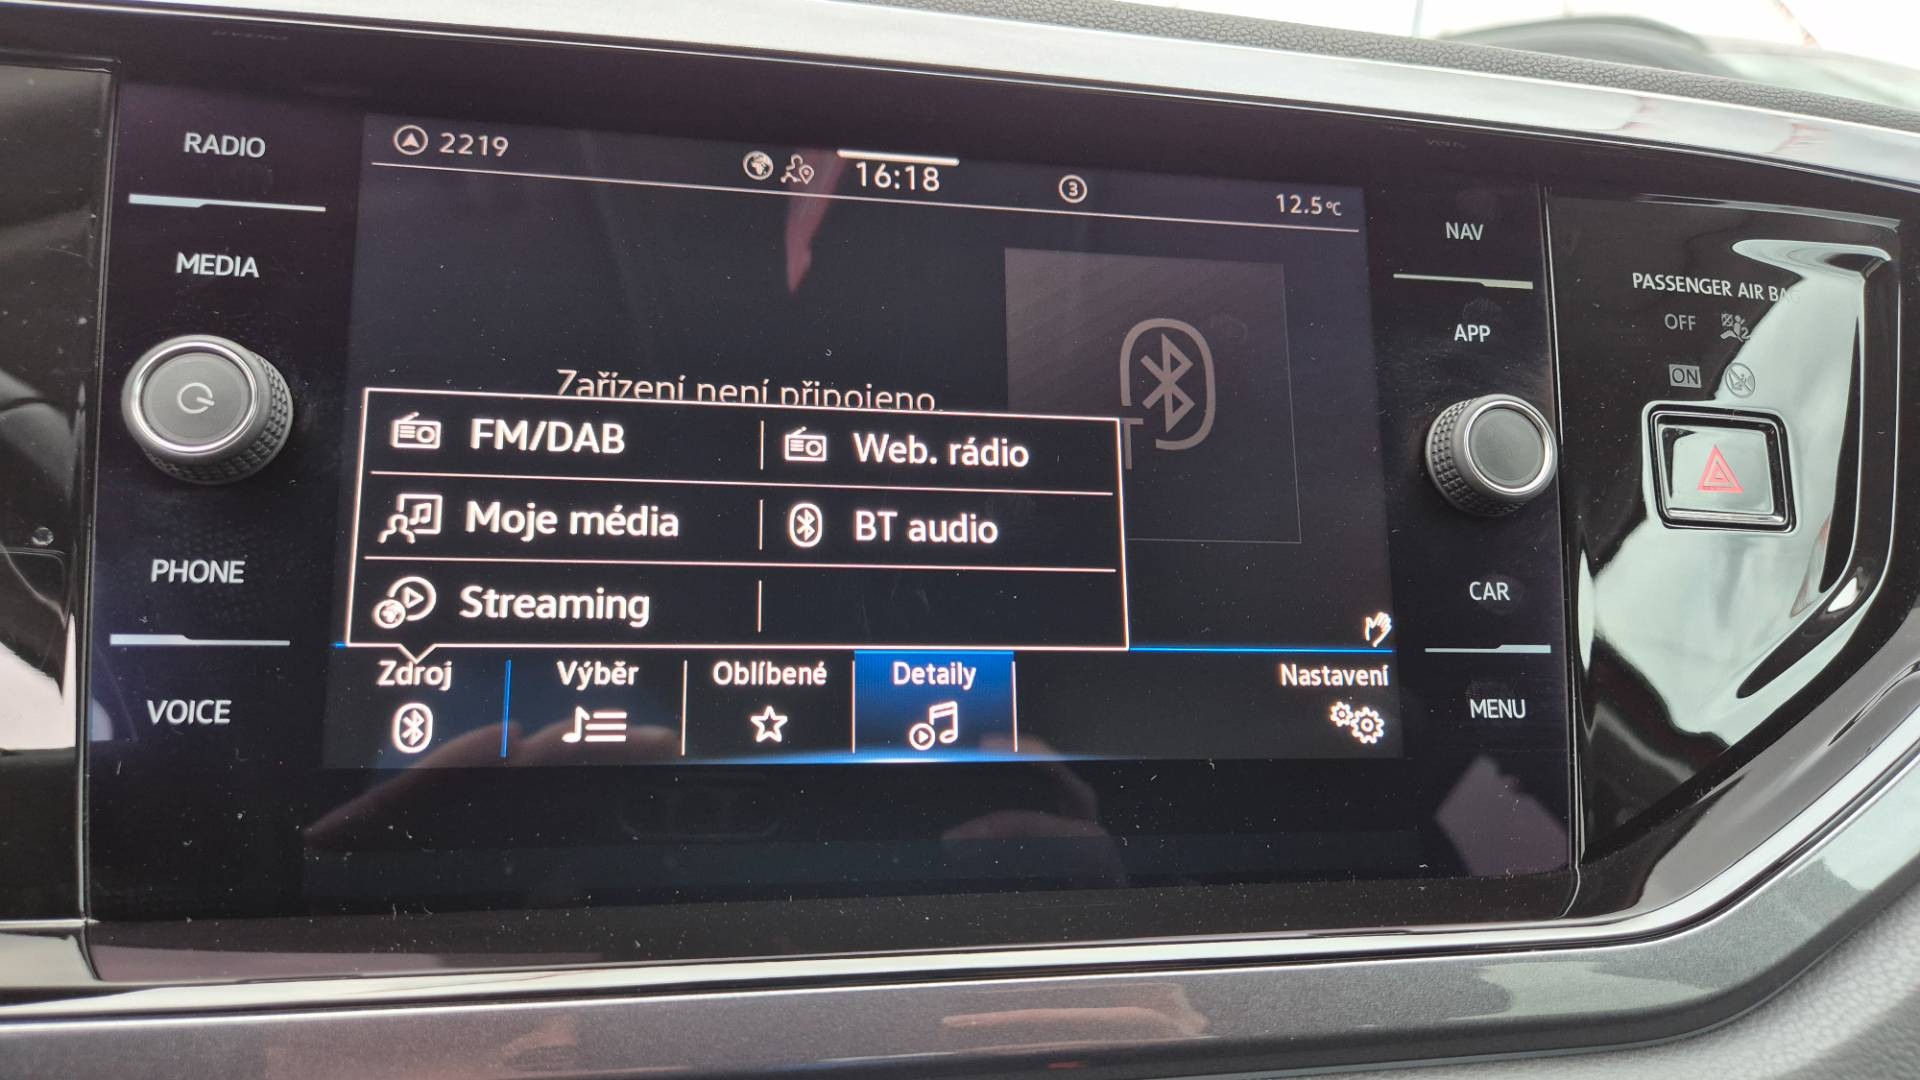 RADIO
MEDIA
PHONE
VOICE
2219
16:18
3
12.5°C
Zařízení není připojeno.
FM/DAB
Web. rádio
Moje média
BT audio
Streaming
Zdroj
Výběr
Oblíbené
Detaily
Nastavení
NAV
APP
CAR
MENU
PASSENGER AIR BAG
OFF
ON